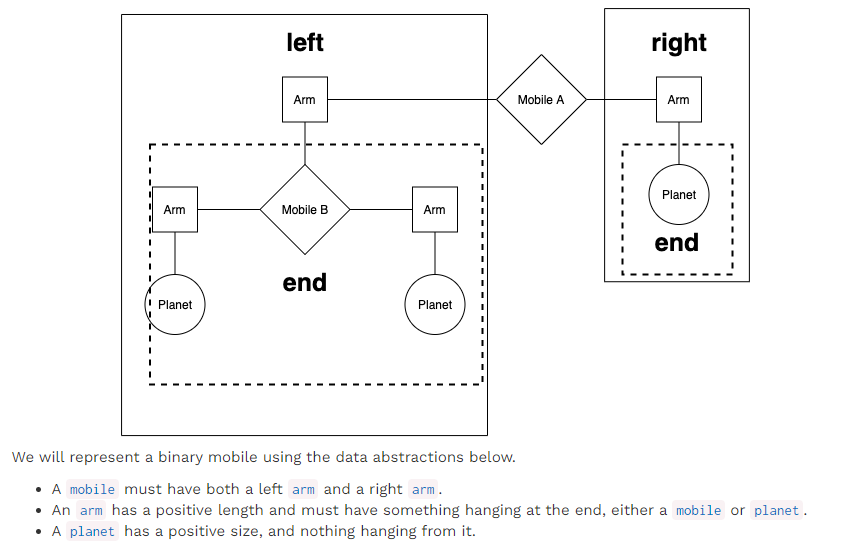 left
right
Arm
Mobile A
Arm
Arm
Mobile B
Arm
Planet
end
end
Planet
Planet
We will represent a binary mobile using the data abstractions below.
• A mobile must have both a left arm and a right arm.
• An arm has a positive length and must have something hanging at the end, either a mobile or planet.
• A planet has a positive size, and nothing hanging from it.